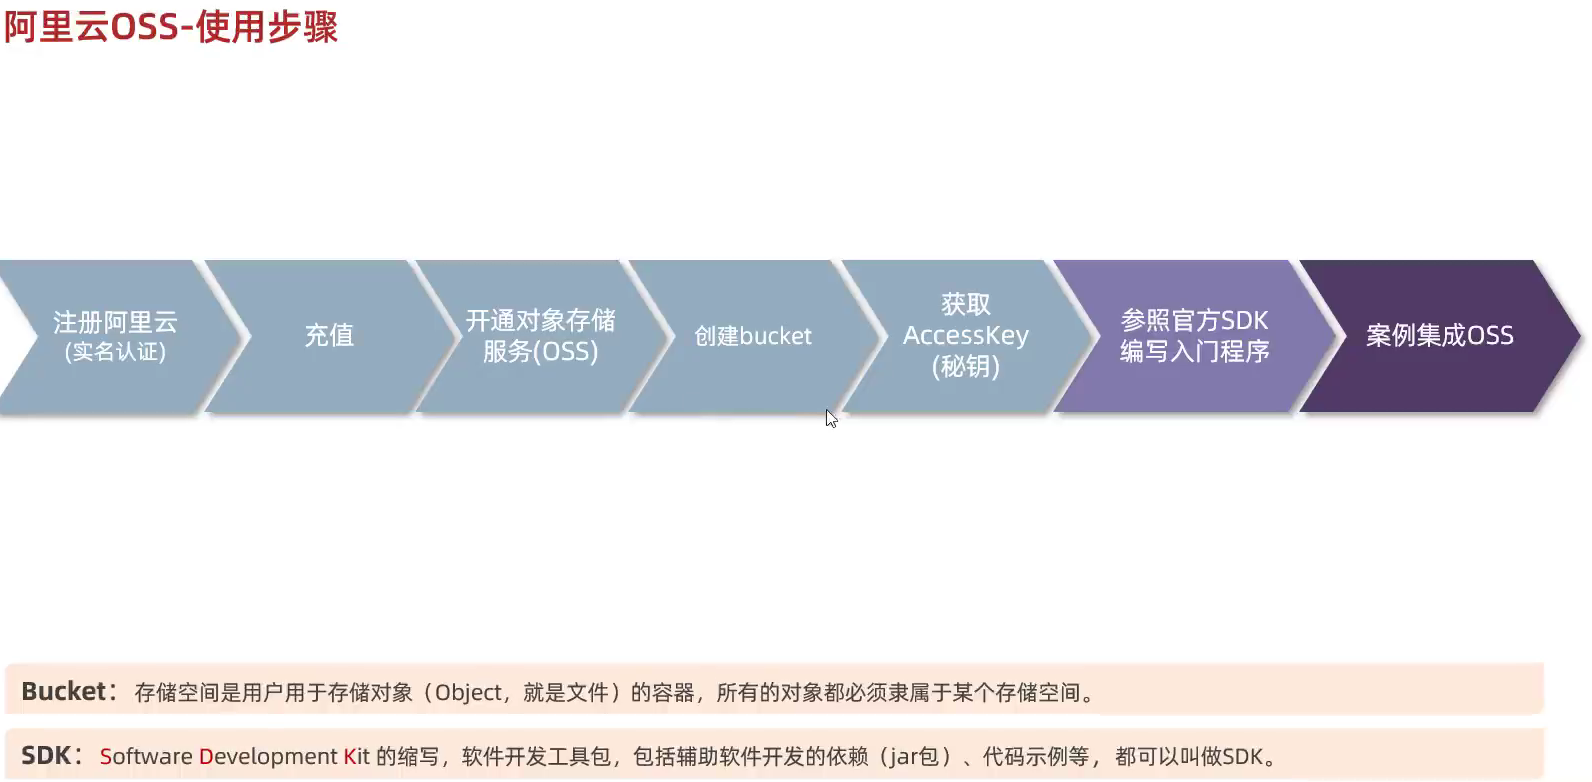 阿里云OSS-使用步骤
注册阿里云
(实名认证)
充值
开通对象存储
服务(OSS)
创建bucket
获取
AccessKey
(秘钥)
参照官方SDK
编写入门程序
案例集成OSS
Bucket：存储空间是用户用于存储对象（Object，就是文件）的容器，所有的对象都必须隶属于某个存储空间。
SDK：Software Development Kit 的缩写，软件开发工具包，包括辅助软件开发的依赖（jar包）、代码示例等，都可以叫做SDK。